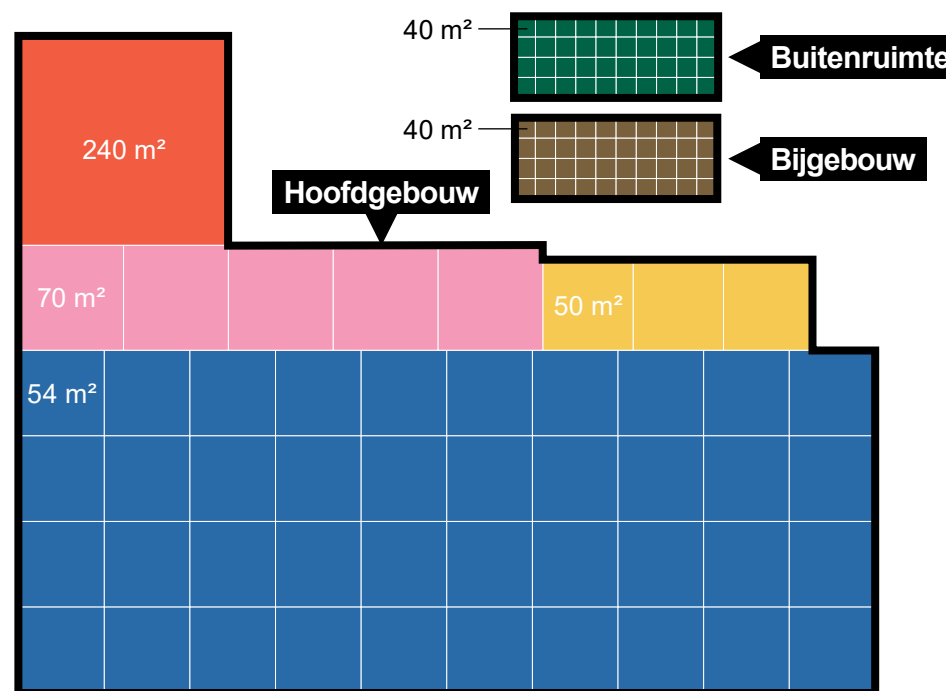 40 m²
Buitenruimte
240 m²
40 m²
Bijgebouw
Hoofdgebouw
70 m²
50 m²
54 m²